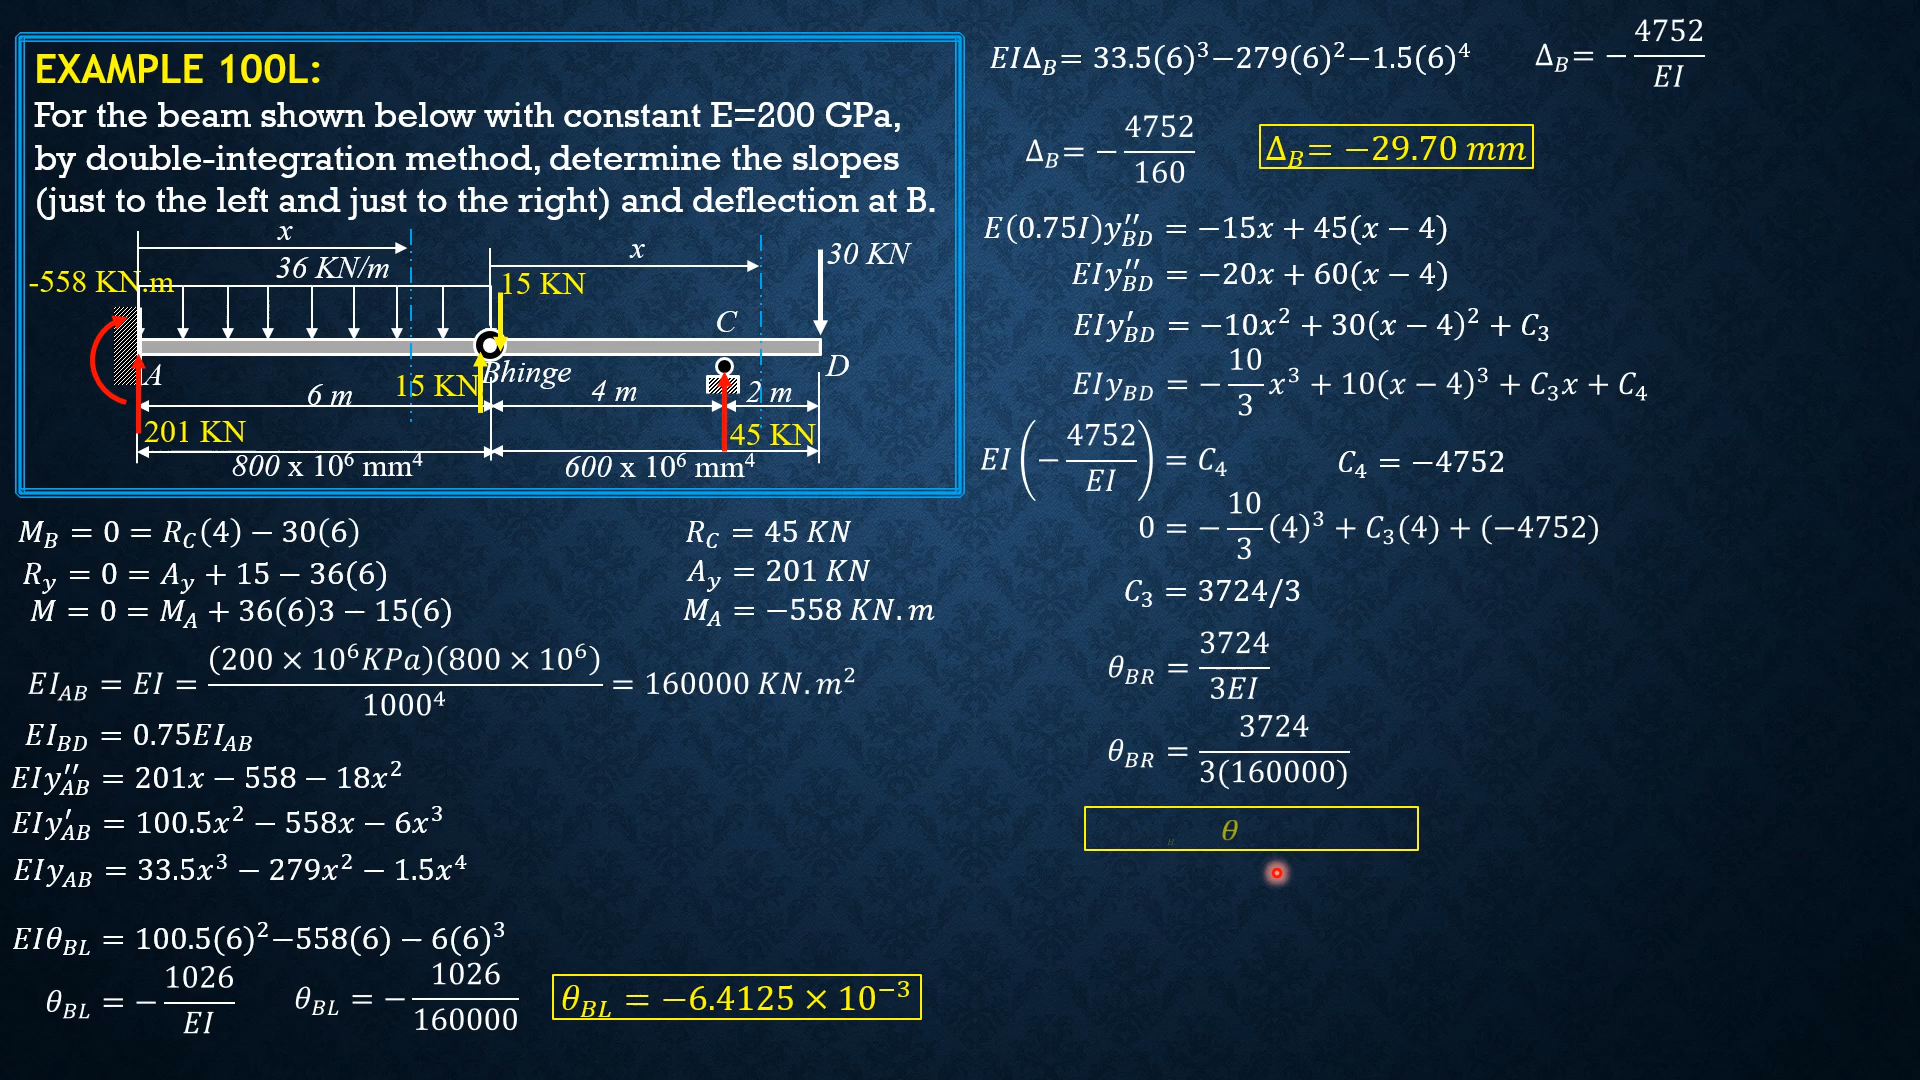 EXAMPLE 100L:
For the beam shown below with constant E=200 GPa,
by double-integration method, determine the slopes
(just to the left and just to the right) and deflection at B.
x
x
36 KN/m
30 KN
-558 KN.m
15 KN
C
A
Bhinge
D
15 KN
6 m
4 m
2 m
201 KN
45 KN
800 x 10⁶ mm⁴
600 x 10⁶ mm⁴
M_B = 0 = R_C(4) − 30(6)
R_C = 45 KN
R_y = 0 = A_y + 15 − 36(6)
A_y = 201 KN
M = 0 = M_A + 36(6)3 − 15(6)
M_A = −558 KN.m
EI_AB = EI = (200 × 10⁶KPa)(800 × 10⁶) / 1000⁴ = 160000 KN.m²
EI_BD = 0.75EI_AB
EIy''_AB = 201x − 558 − 18x²
EIy'_AB = 100.5x² − 558x − 6x³
EIy_AB = 33.5x³ − 279x² − 1.5x⁴
EIθ_BL = 100.5(6)²−558(6) − 6(6)³
θ_BL = − 1026 / EI
θ_BL = − 1026 / 160000
θ_BL = −6.4125 × 10⁻³
EIΔ_B= 33.5(6)³−279(6)²−1.5(6)⁴
Δ_B= − 4752 / EI
Δ_B= − 4752 / 160
Δ_B= −29.70 mm
E(0.75I)y''_BD = −15x + 45(x − 4)
EIy''_BD = −20x + 60(x − 4)
EIy'_BD = −10x² + 30(x − 4)² + C₃
EIy_BD = − 10/3 x³ + 10(x − 4)³ + C₃x + C₄
EI(− 4752 / EI) = C₄
C₄ = −4752
0 = − 10/3 (4)³ + C₃(4) + (−4752)
C₃ = 3724/3
θ_BR = 3724 / 3EI
θ_BR = 3724 / 3(160000)
θ